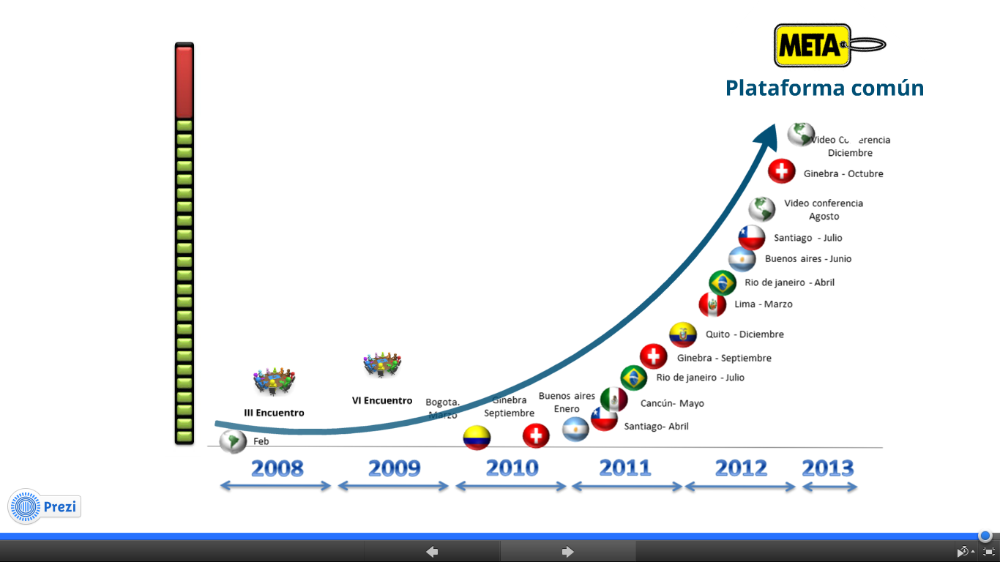 META
Plataforma común
Video Co erencia
Diciembre
Ginebra - Octubre
Video conferencia
Agosto
Santiago - Julio
Buenos aires - Junio
Rio de janeiro - Abril
Lima - Marzo
Quito - Diciembre
Ginebra - Septiembre
Rio de janeiro - Julio
Cancún- Mayo
Santiago- Abril
Buenos aires
Enero
Ginebra
Septiembre
Bogota.
Marzo
VI Encuentro
III Encuentro
Feb
2008
2009
2010
2011
2012
2013
Prezi